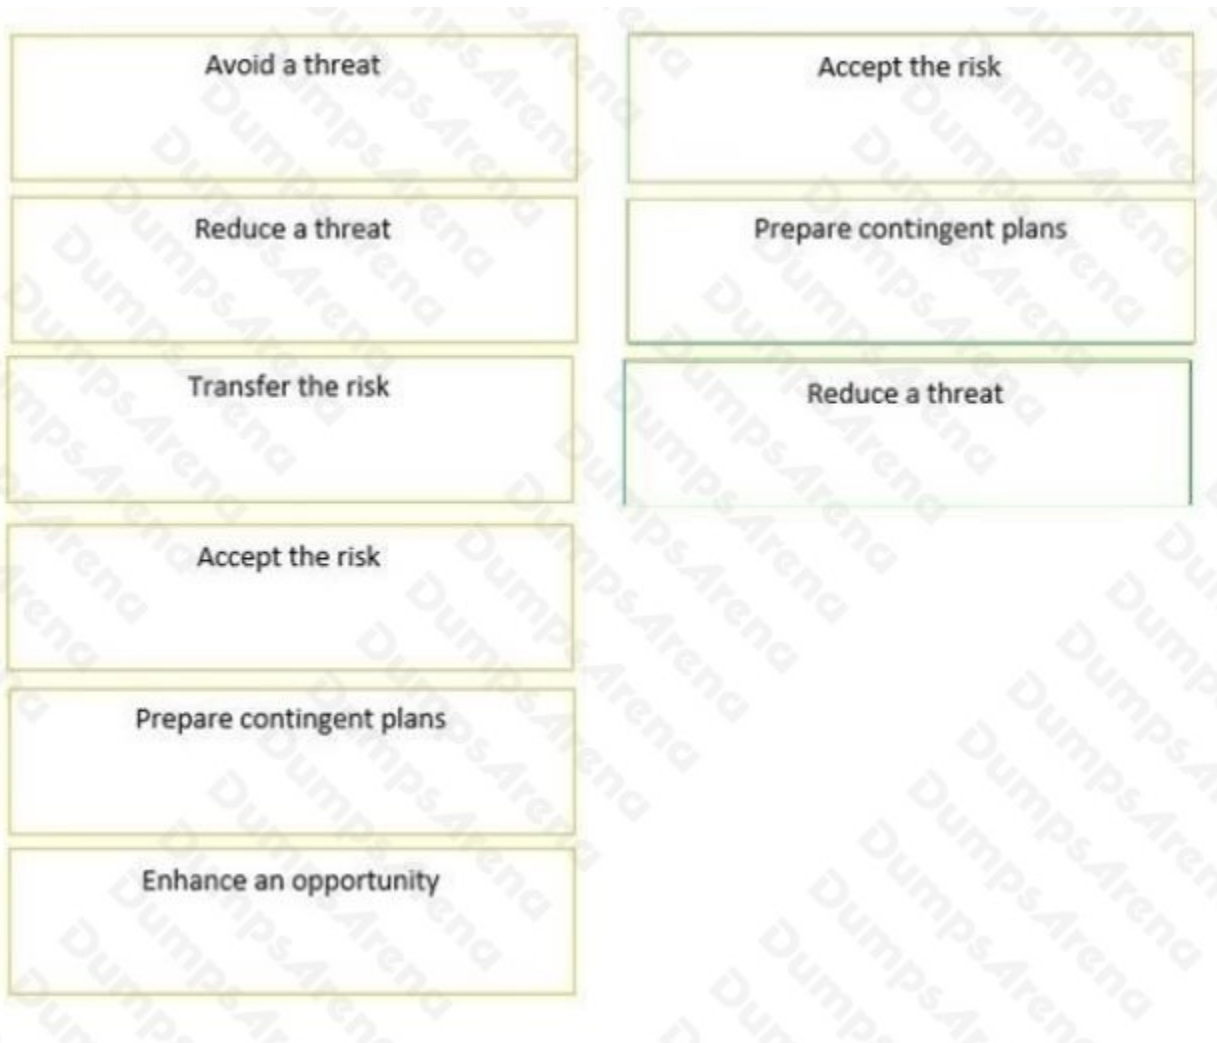 Avoid a threat
Reduce a threat
Transfer the risk
Accept the risk
Prepare contingent plans
Enhance an opportunity
Accept the risk
Prepare contingent plans
Reduce a threat
DumpsArena